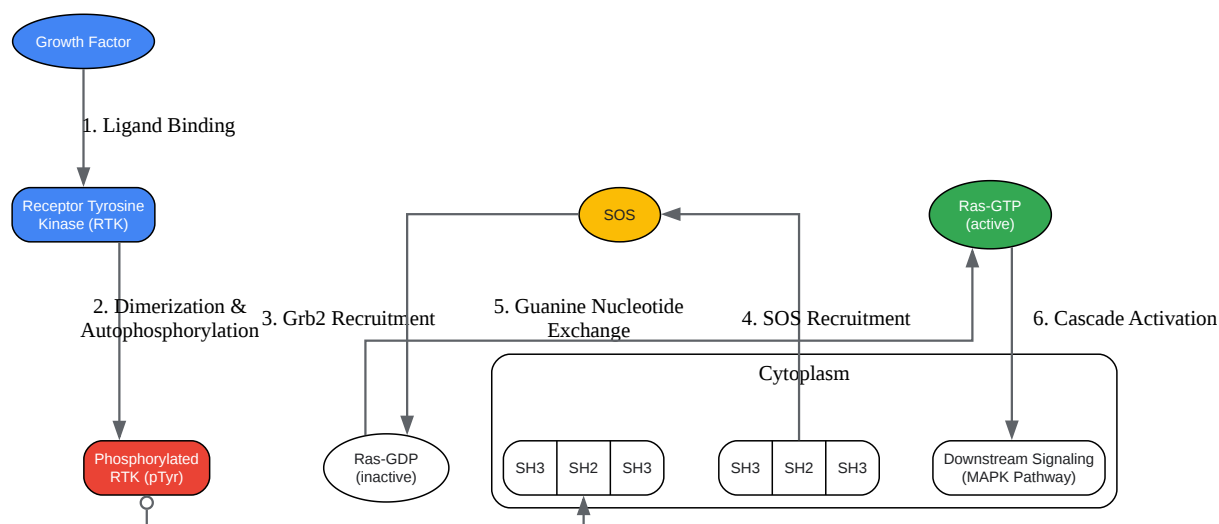 Growth Factor
1. Ligand Binding
Receptor Tyrosine
Kinase (RTK)
SOS
Ras-GTP
(active)
2. Dimerization &
Autophosphorylation
3. Grb2 Recruitment
5. Guanine Nucleotide
Exchange
4. SOS Recruitment
6. Cascade Activation
Cytoplasm
Phosphorylated
RTK (pTyr)
Ras-GDP
(inactive)
SH3 SH2 SH3
SH3 SH2 SH3
Downstream Signaling
(MAPK Pathway)